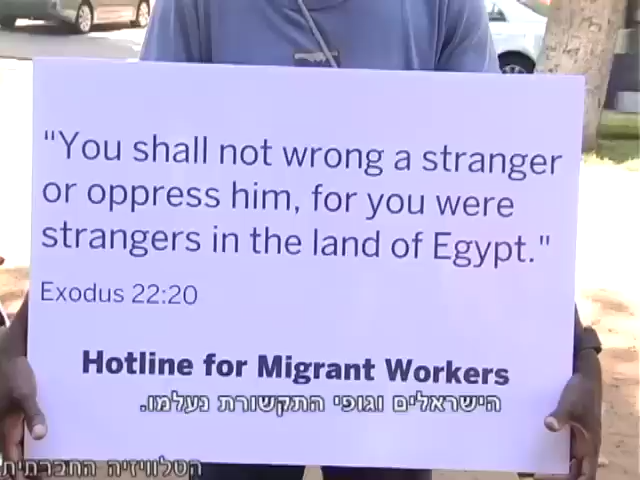 "You shall not wrong a stranger
or oppress him, for you were
strangers in the land of Egypt."
Exodus 22:20
Hotline for Migrant Workers
הישראלים וגופי התקשורת נעלמו.
הטלוויזיה החברתית